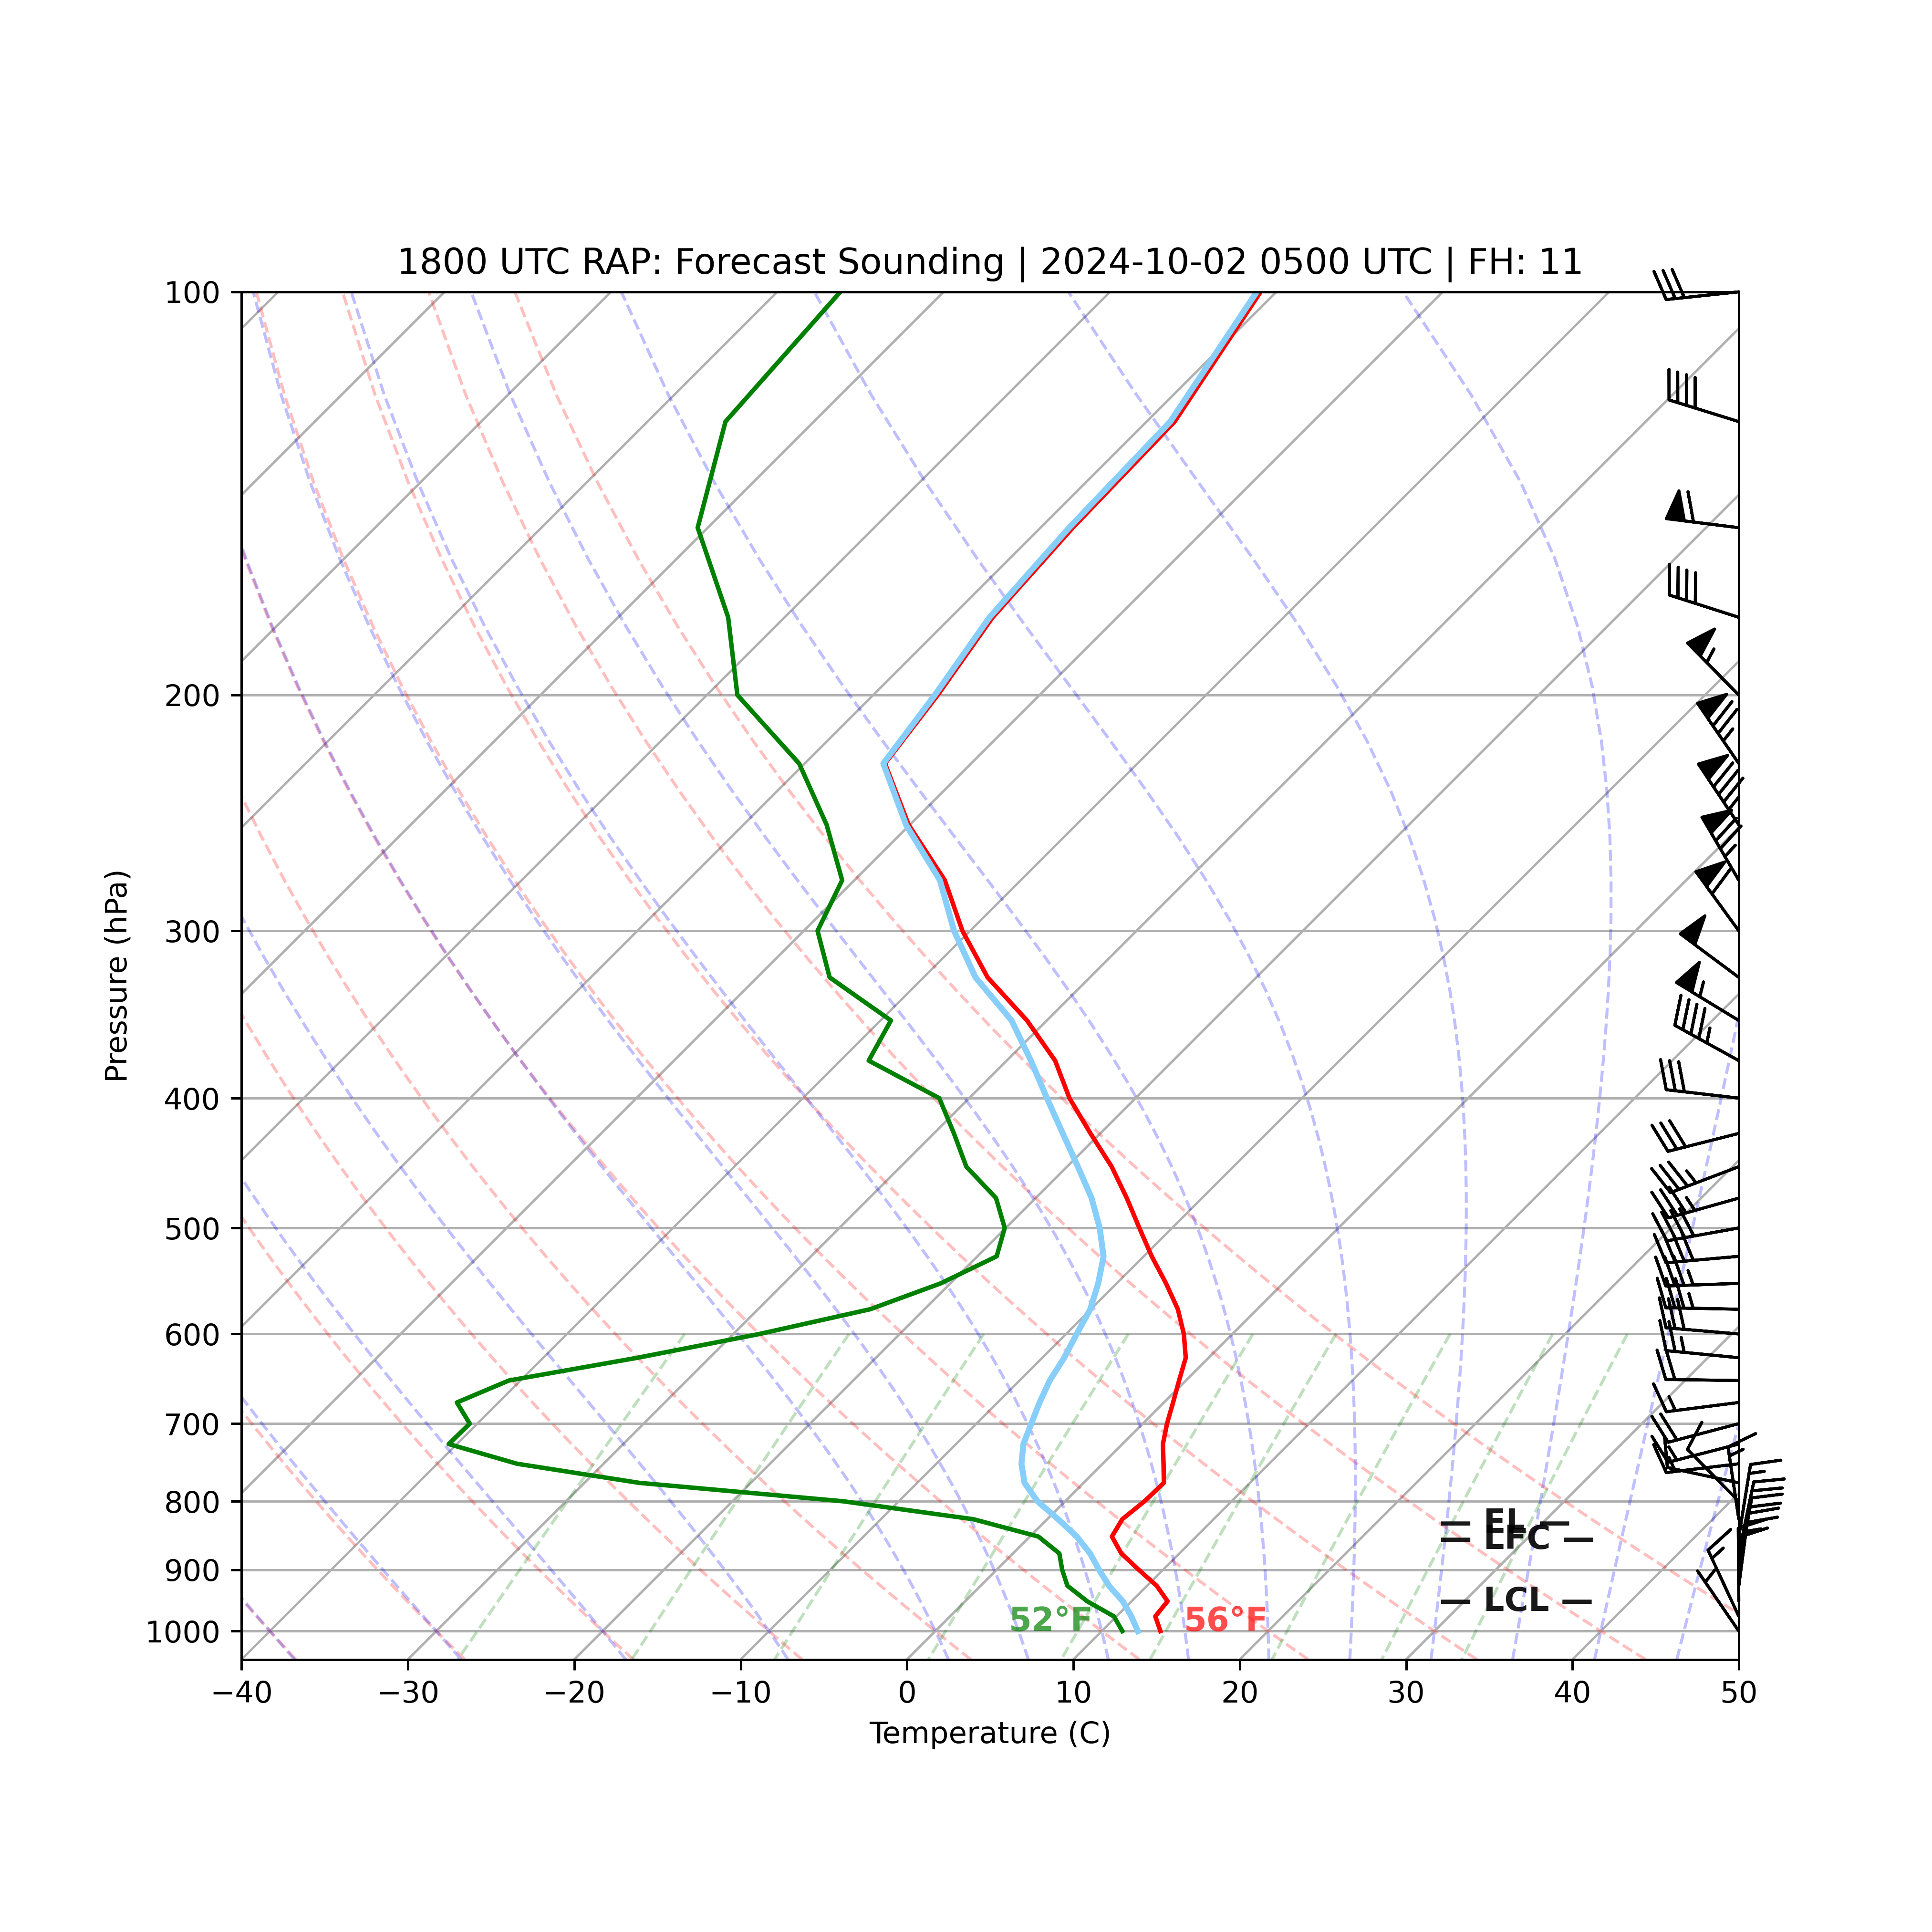 1800 UTC RAP: Forecast Sounding | 2024-10-02 0500 UTC | FH: 11
100
200
300
400
500
600
700
800
900
1000
Pressure (hPa)
— EL —
— LFC —
— LCL —
52°F 56°F
−40 −30 −20 −10 0 10 20 30 40 50
Temperature (C)